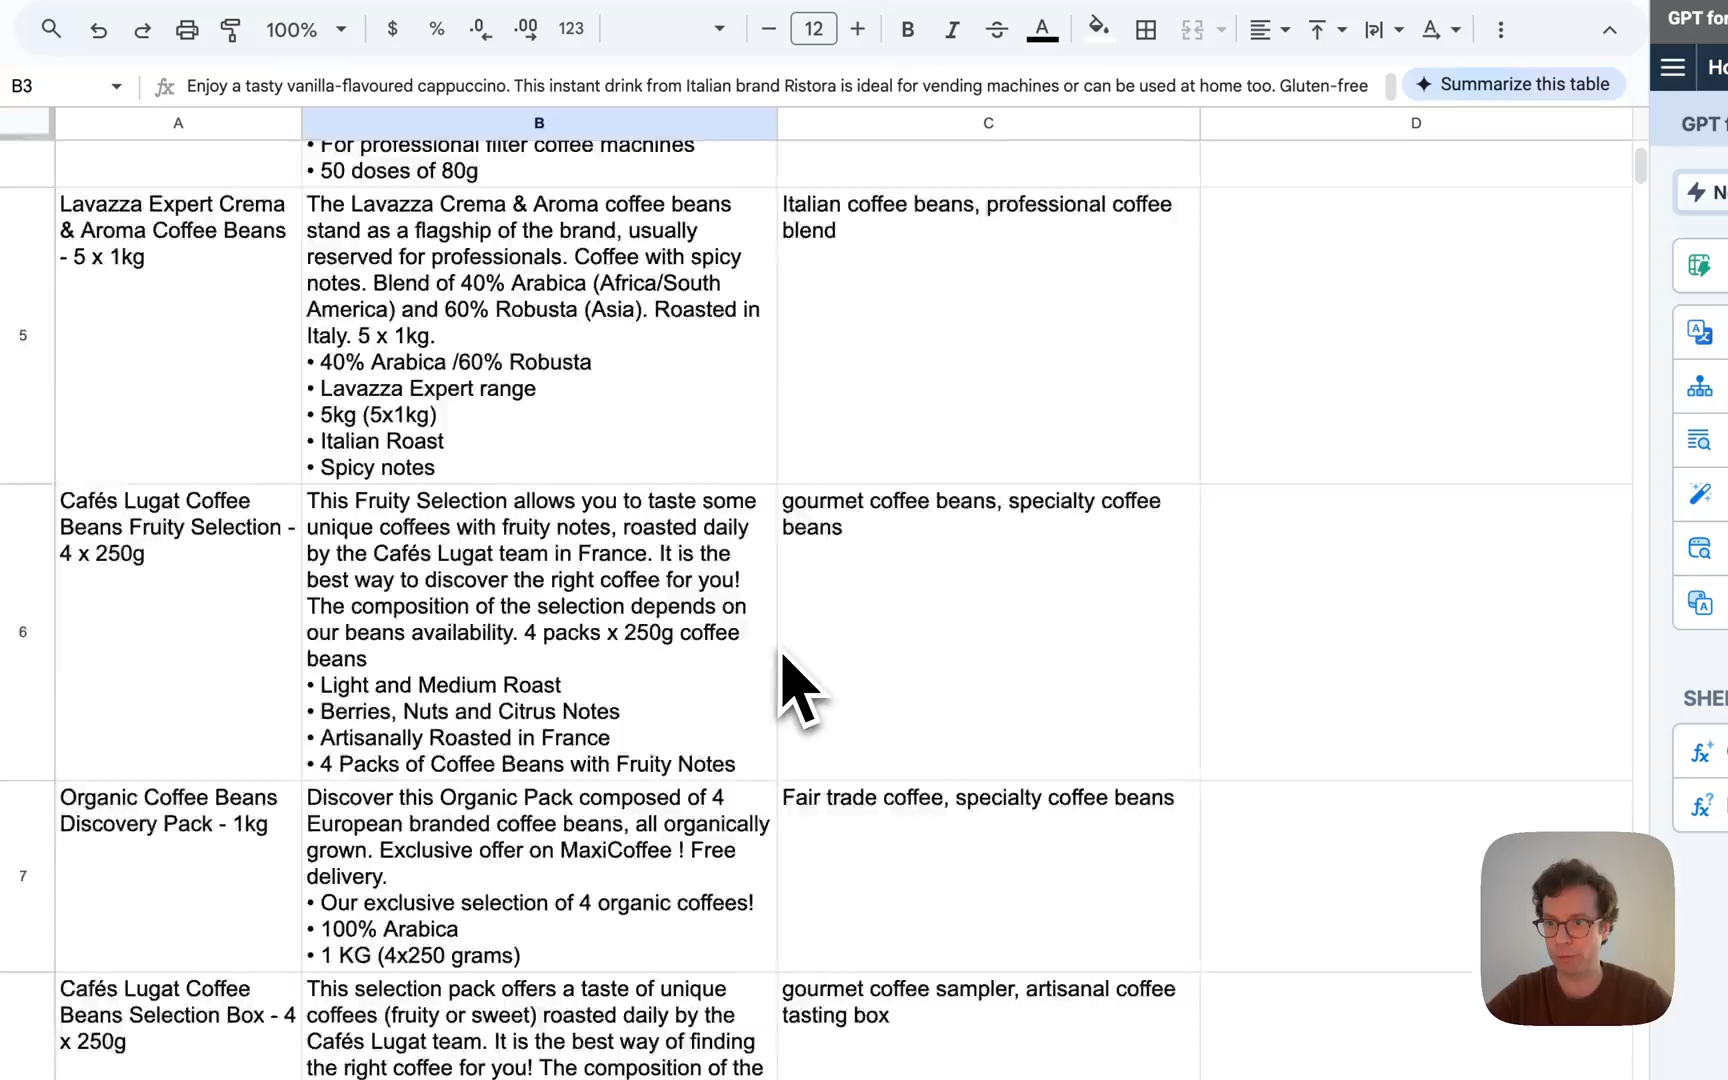 100%
$
%
.0
.00
123
12
B
I
A
A
GPT for
B3
fx
Enjoy a tasty vanilla-flavoured cappuccino. This instant drink from Italian brand Ristora is ideal for vending machines or can be used at home too. Gluten-free
Summarize this table
A
B
C
D
GPT
• For professional filter coffee machines
• 50 doses of 80g
5
Lavazza Expert Crema
& Aroma Coffee Beans
- 5 x 1kg
The Lavazza Crema & Aroma coffee beans
stand as a flagship of the brand, usually
reserved for professionals. Coffee with spicy
notes. Blend of 40% Arabica (Africa/South
America) and 60% Robusta (Asia). Roasted in
Italy. 5 x 1kg.
• 40% Arabica /60% Robusta
• Lavazza Expert range
• 5kg (5x1kg)
• Italian Roast
• Spicy notes
Italian coffee beans, professional coffee
blend
6
Cafés Lugat Coffee
Beans Fruity Selection -
4 x 250g
This Fruity Selection allows you to taste some
unique coffees with fruity notes, roasted daily
by the Cafés Lugat team in France. It is the
best way to discover the right coffee for you!
The composition of the selection depends on
our beans availability. 4 packs x 250g coffee
beans
• Light and Medium Roast
• Berries, Nuts and Citrus Notes
• Artisanally Roasted in France
• 4 Packs of Coffee Beans with Fruity Notes
gourmet coffee beans, specialty coffee
beans
SHE
7
Organic Coffee Beans
Discovery Pack - 1kg
Discover this Organic Pack composed of 4
European branded coffee beans, all organically
grown. Exclusive offer on MaxiCoffee ! Free
delivery.
• Our exclusive selection of 4 organic coffees!
• 100% Arabica
• 1 KG (4x250 grams)
Fair trade coffee, specialty coffee beans
Cafés Lugat Coffee
Beans Selection Box - 4
x 250g
This selection pack offers a taste of unique
coffees (fruity or sweet) roasted daily by the
Cafés Lugat team. It is the best way of finding
the right coffee for you! The composition of the
gourmet coffee sampler, artisanal coffee
tasting box